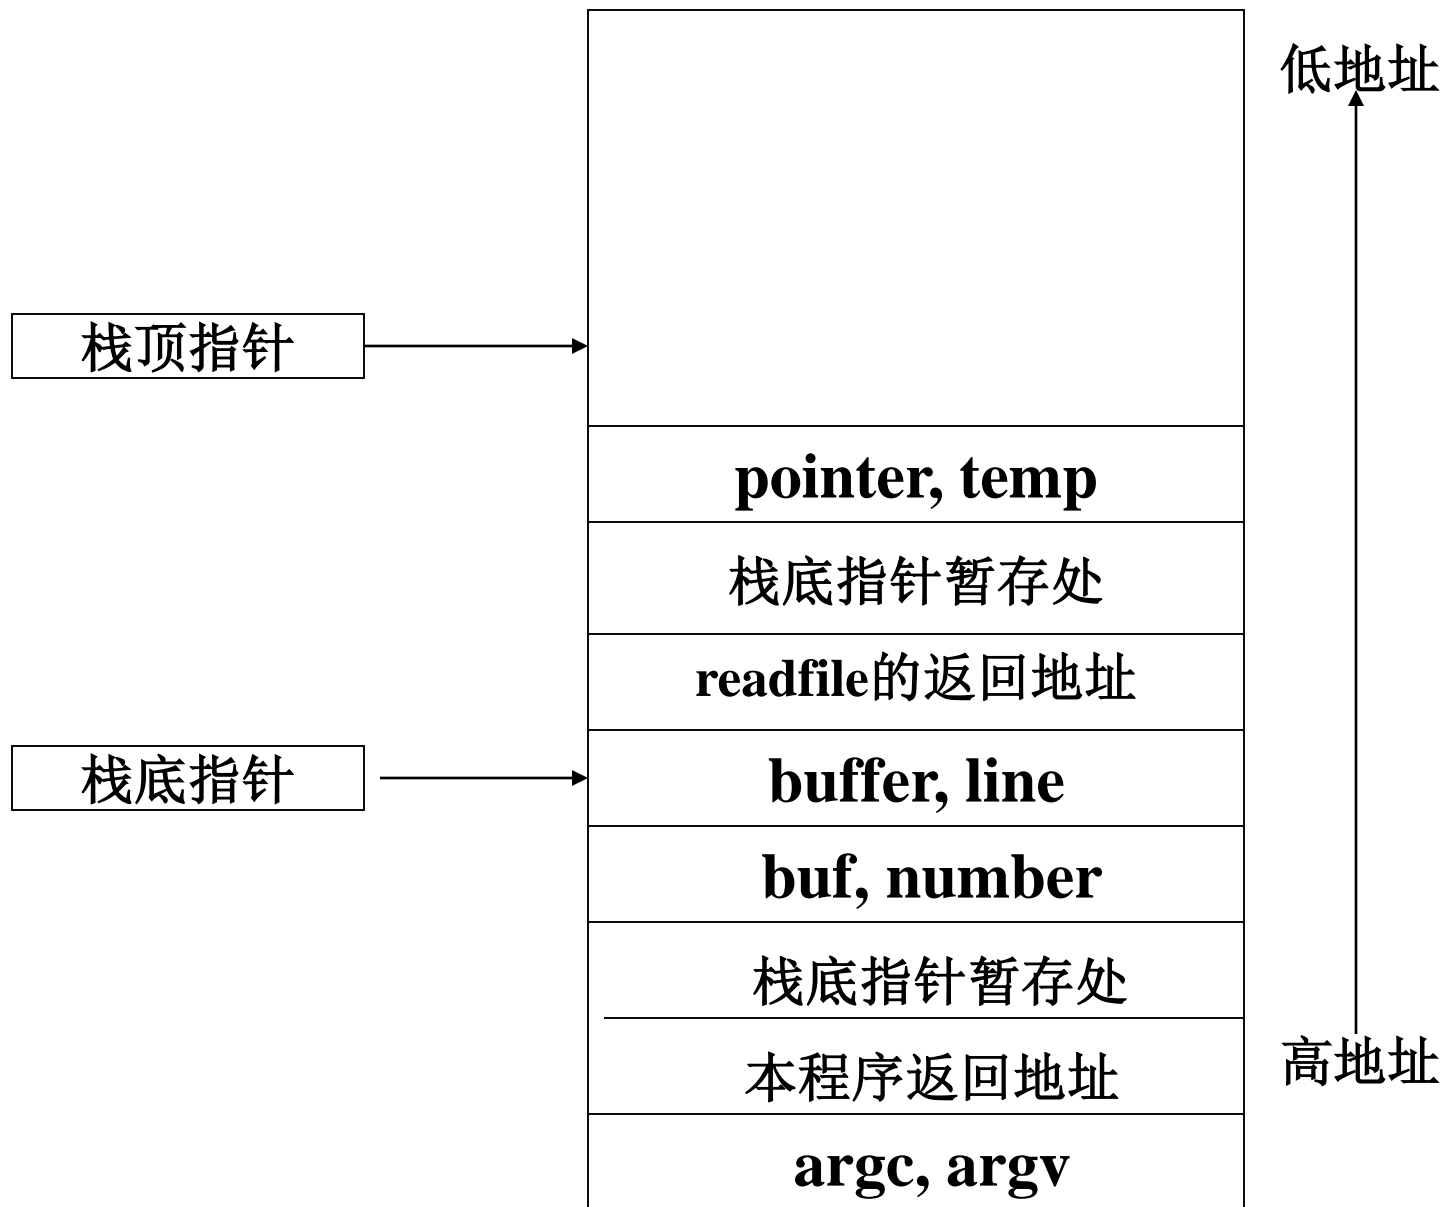 低地址
栈顶指针
pointer, temp
栈底指针暂存处
readfile的返回地址
栈底指针
buffer, line
buf, number
栈底指针暂存处
高地址
本程序返回地址
argc, argv